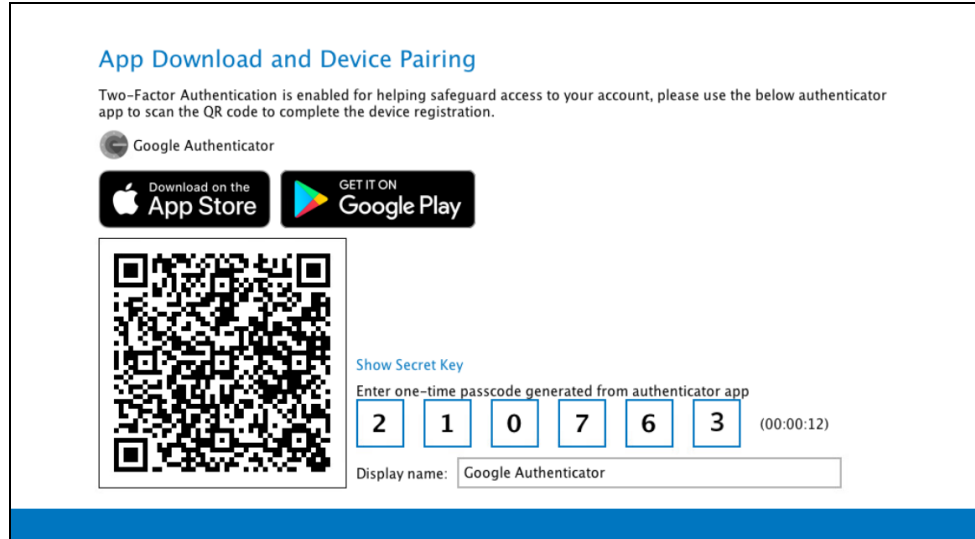 App Download and Device Pairing
Two-Factor Authentication is enabled for helping safeguard access to your account, please use the below authenticator
app to scan the QR code to complete the device registration.
Google Authenticator
Download on the
App Store
GET IT ON
Google Play
Show Secret Key
Enter one-time passcode generated from authenticator app
2 1 0 7 6 3 (00:00:12)
Display name: Google Authenticator